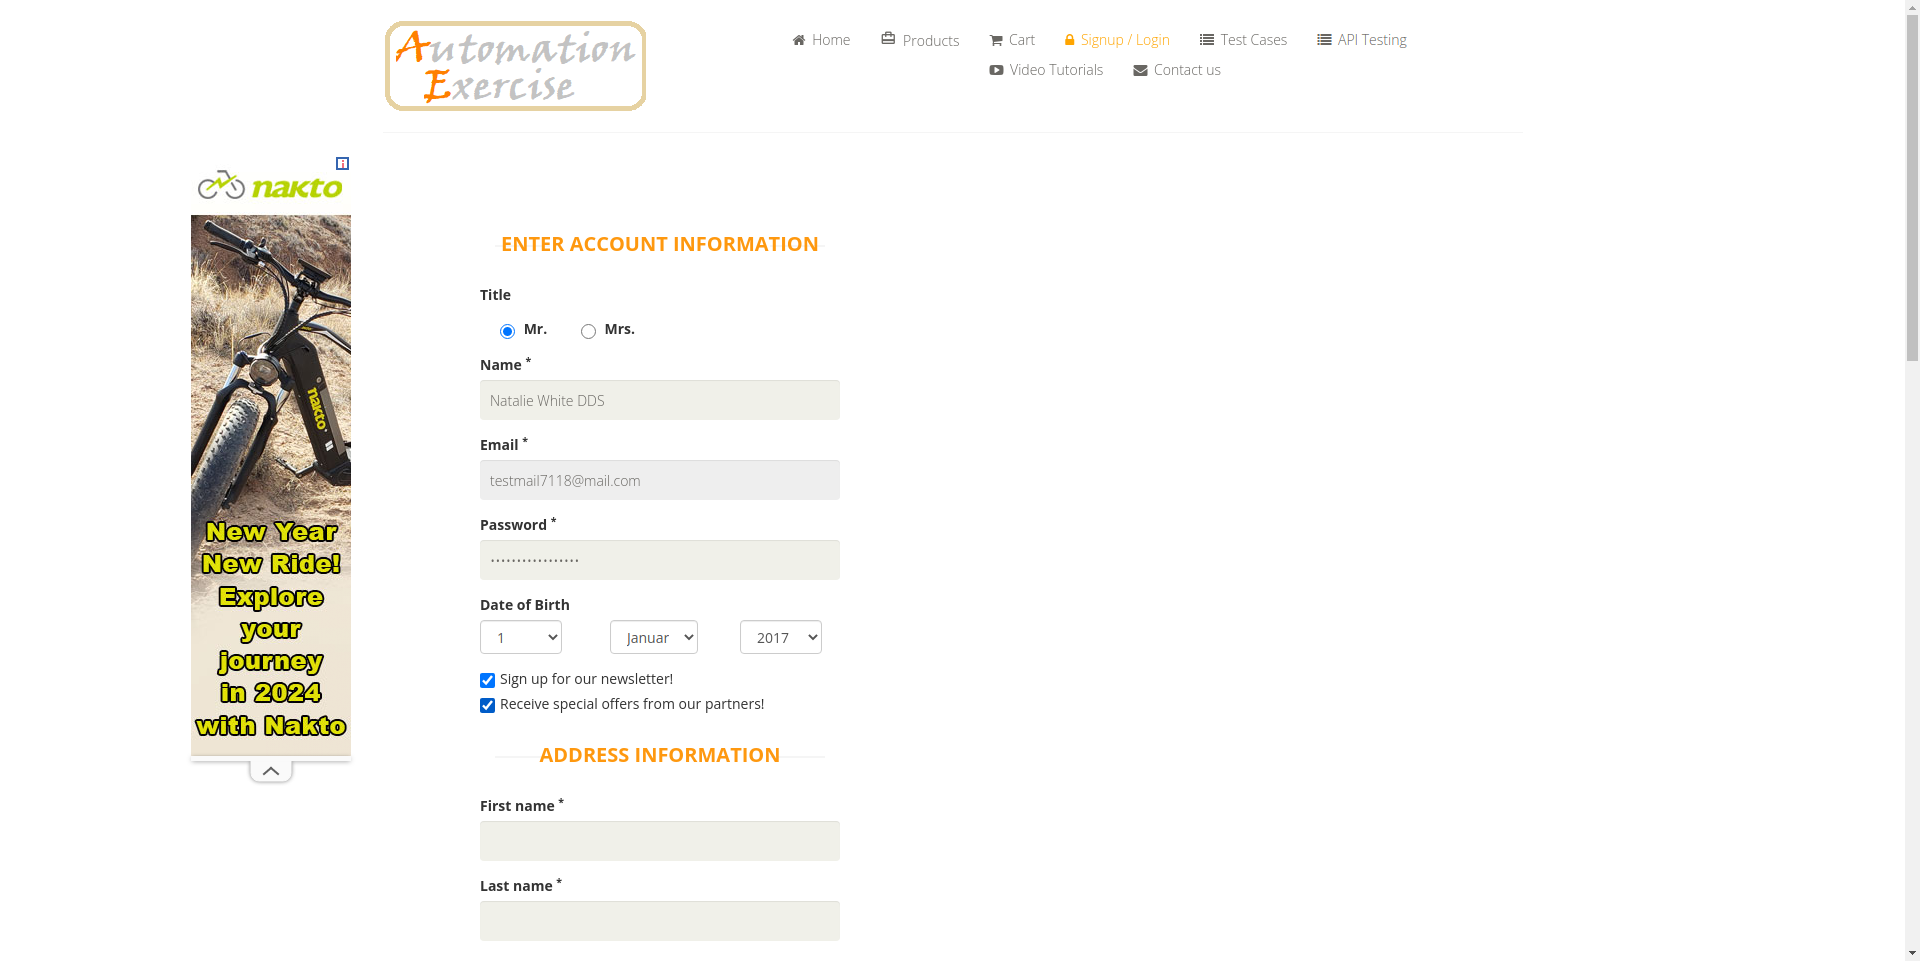 Automation
Exercise
Home
Products
Cart
Signup / Login
Test Cases
API Testing
Video Tutorials
Contact us
nakto
nakto
New Year
New Ride!
Explore
your
journey
in 2024
with Nakto
ENTER ACCOUNT INFORMATION
Title
Mr.
Mrs.
Name *
Natalie White DDS
Email *
testmail7118@mail.com
Password *
•••••••••••••••••
Date of Birth
1
Januar
2017
Sign up for our newsletter!
Receive special offers from our partners!
ADDRESS INFORMATION
First name *
Last name *